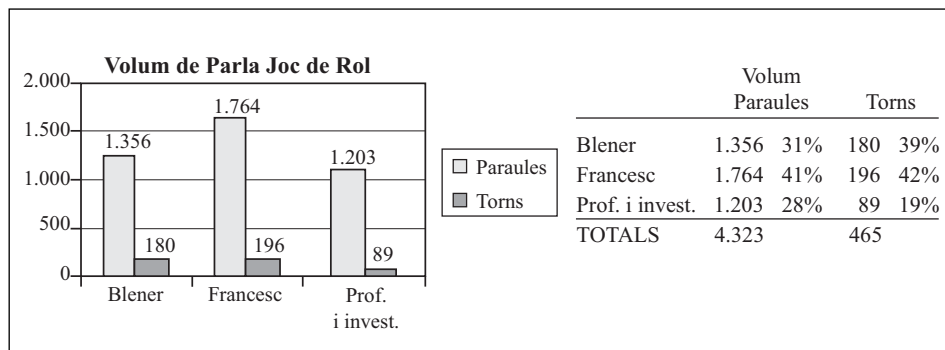 Volum de Parla Joc de Rol
2.000
1.500
1.000
500
0
1.356
180
1.764
196
1.203
89
Blener
Francesc
Prof.
i invest.
Paraules
Torns
Volum
Paraules Torns
Blener 1.356 31% 180 39%
Francesc 1.764 41% 196 42%
Prof. i invest. 1.203 28% 89 19%
TOTALS 4.323 465